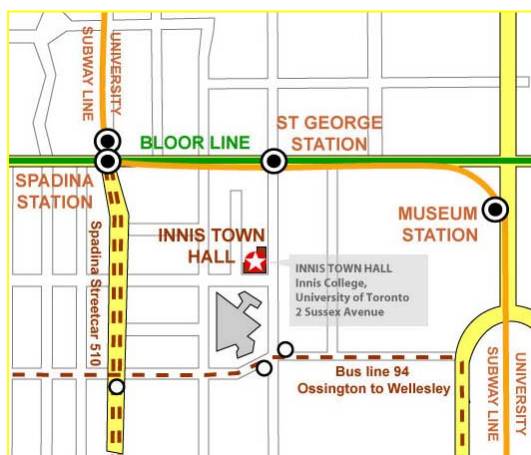 SUBWAY LINE
UNIVERSITY
BLOOR LINE
ST GEORGE
STATION
SPADINA
STATION
MUSEUM
STATION
Spadina Streetcar 510
INNIS TOWN
HALL
INNIS TOWN HALL
Innis College,
University of Toronto
2 Sussex Avenue
Bus line 94
Ossington to Wellesley
SUBWAY LINE
UNIVERSITY